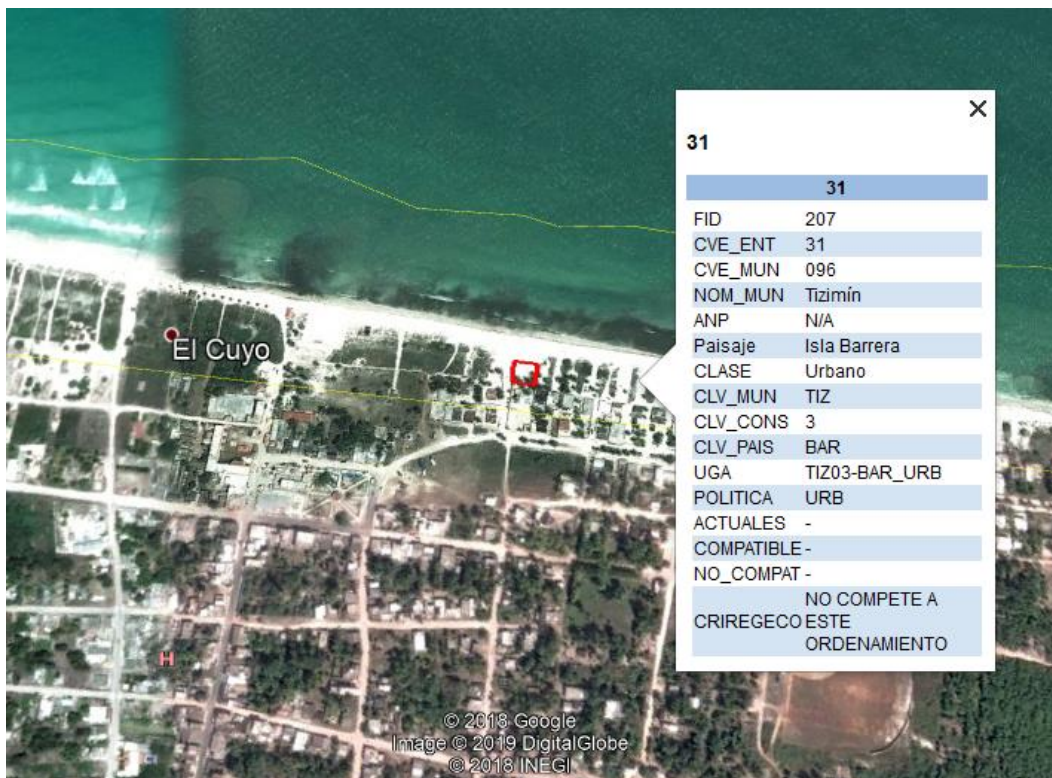 31
31
FID 207
CVE_ENT 31
CVE_MUN 096
NOM_MUN Tizimín
ANP N/A
Paisaje Isla Barrera
CLASE Urbano
CLV_MUN TIZ
CLV_CONS 3
CLV_PAIS BAR
UGA TIZ03-BAR_URB
POLITICA URB
ACTUALES -
COMPATIBLE -
NO_COMPAT -
CRIREGECO NO COMPETE A
ESTE
ORDENAMIENTO
El Cuyo
H
© 2018 Google
Image © 2019 DigitalGlobe
© 2018 INEGI